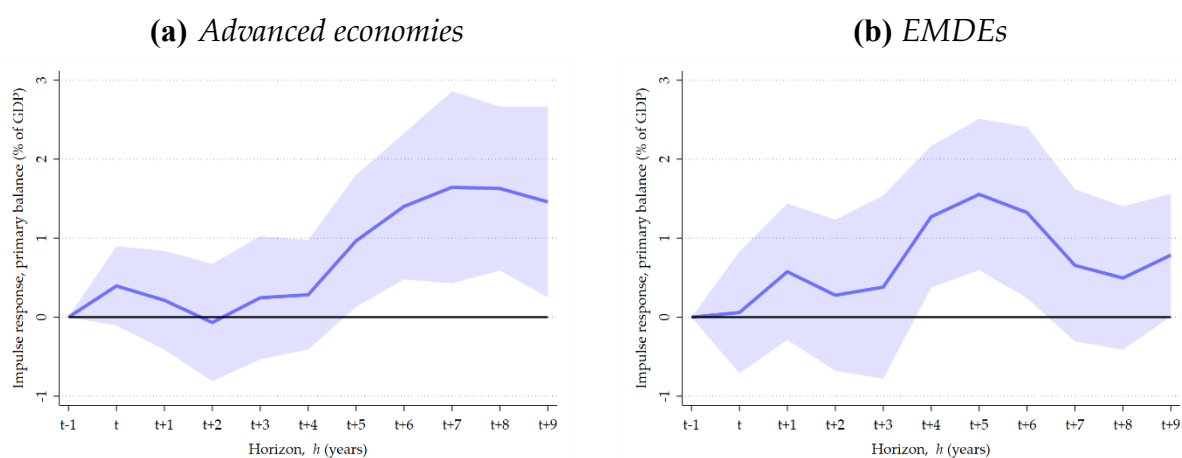 (a) Advanced economies
Impulse response, primary balance (% of GDP)
3
2
1
0
-1
t-1 t t+1 t+2 t+3 t+4 t+5 t+6 t+7 t+8 t+9
Horizon, h (years)
(b) EMDEs
Impulse response, primary balance (% of GDP)
3
2
1
0
-1
t-1 t t+1 t+2 t+3 t+4 t+5 t+6 t+7 t+8 t+9
Horizon, h (years)